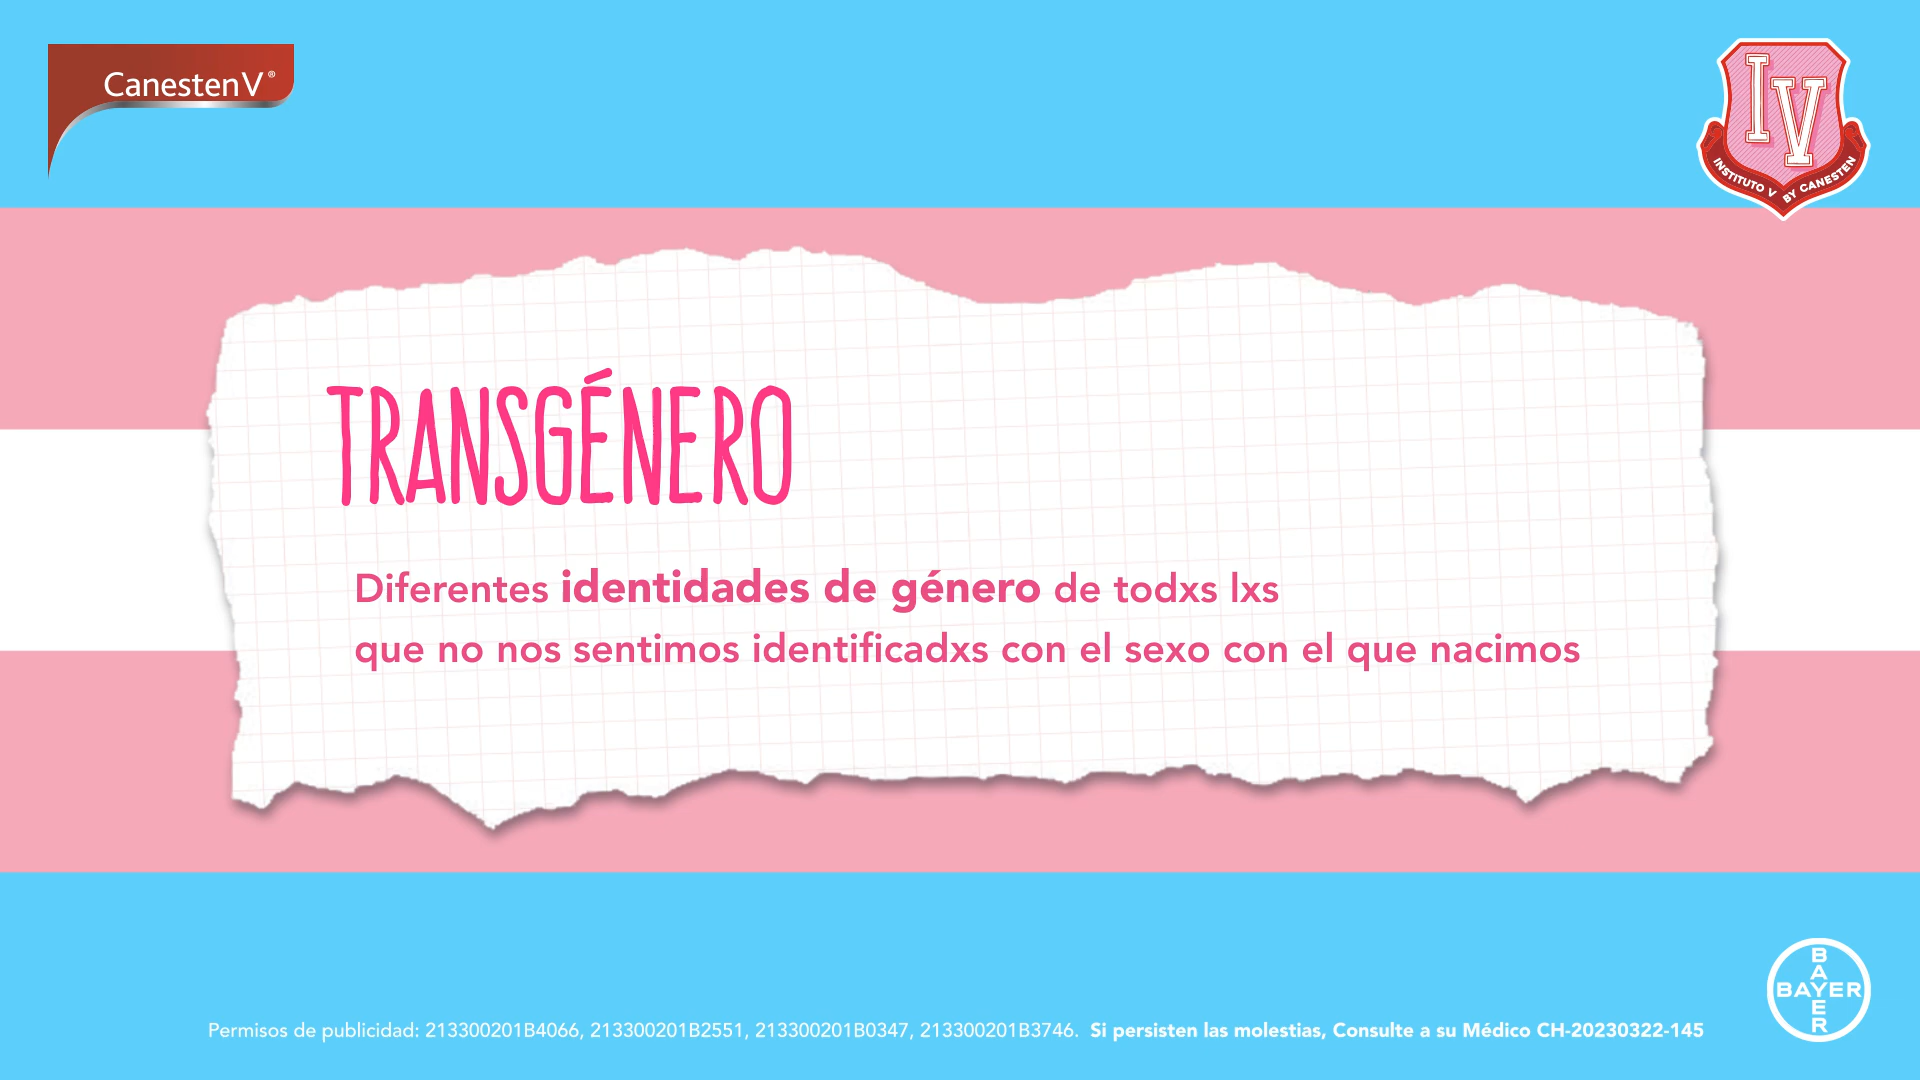 CanestenV®
IV
INSTITUTO V BY CANESTEN
TRANSGÉNERO
Diferentes identidades de género de todxs lxs
que no nos sentimos identificadxs con el sexo con el que nacimos
BAYER
BAYER
Permisos de publicidad: 213300201B4066, 213300201B2551, 213300201B0347, 213300201B3746. Si persisten las molestias, Consulte a su Médico CH-20230322-145